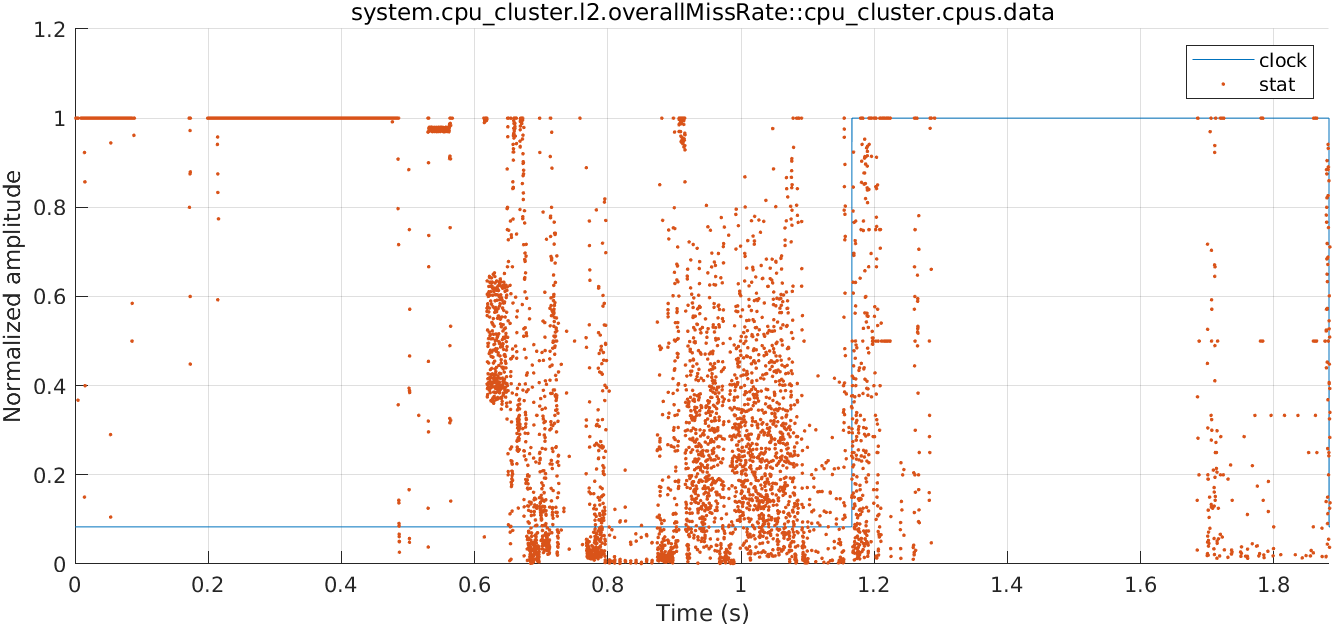 system.cpu_cluster.l2.overallMissRate::cpu_cluster.cpus.data
1.2
1
0.8
0.6
0.4
0.2
0
Normalized amplitude
clock
stat
0 0.2 0.4 0.6 0.8 1 1.2 1.4 1.6 1.8
Time (s)